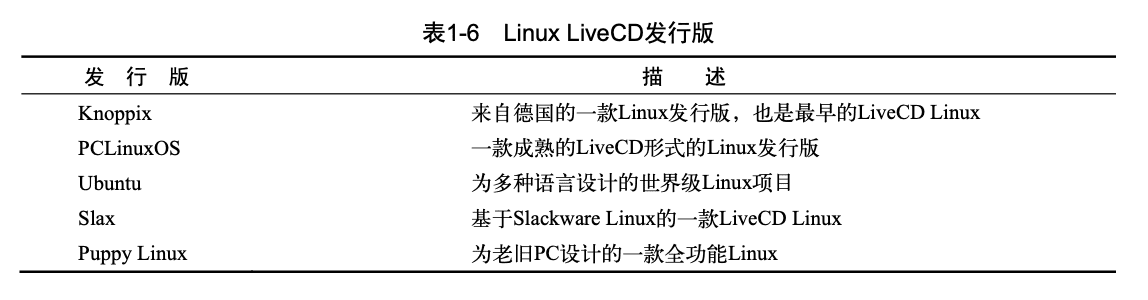 表1-6 Linux LiveCD发行版
发 行 版 描 述
Knoppix 来自德国的一款Linux发行版，也是最早的LiveCD Linux
PCLinuxOS 一款成熟的LiveCD形式的Linux发行版
Ubuntu 为多种语言设计的世界级Linux项目
Slax 基于Slackware Linux的一款LiveCD Linux
Puppy Linux 为老旧PC设计的一款全功能Linux